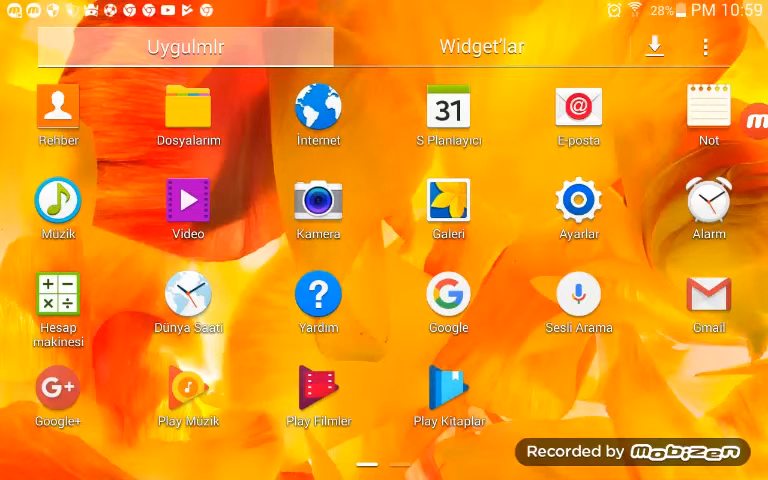 28% PM 10:59
Uygulmlr Widget'lar
31 @
Rehber Dosyalarım İnternet S Planlayıcı E-posta Not
Müzik Video Kamera Galeri Ayarlar Alarm
? G
Hesap makinesi Dünya Saati Yardım Google Sesli Arama Gmail
G+
Google+ Play Müzik Play Filmler Play Kitaplar
Recorded by mobizen